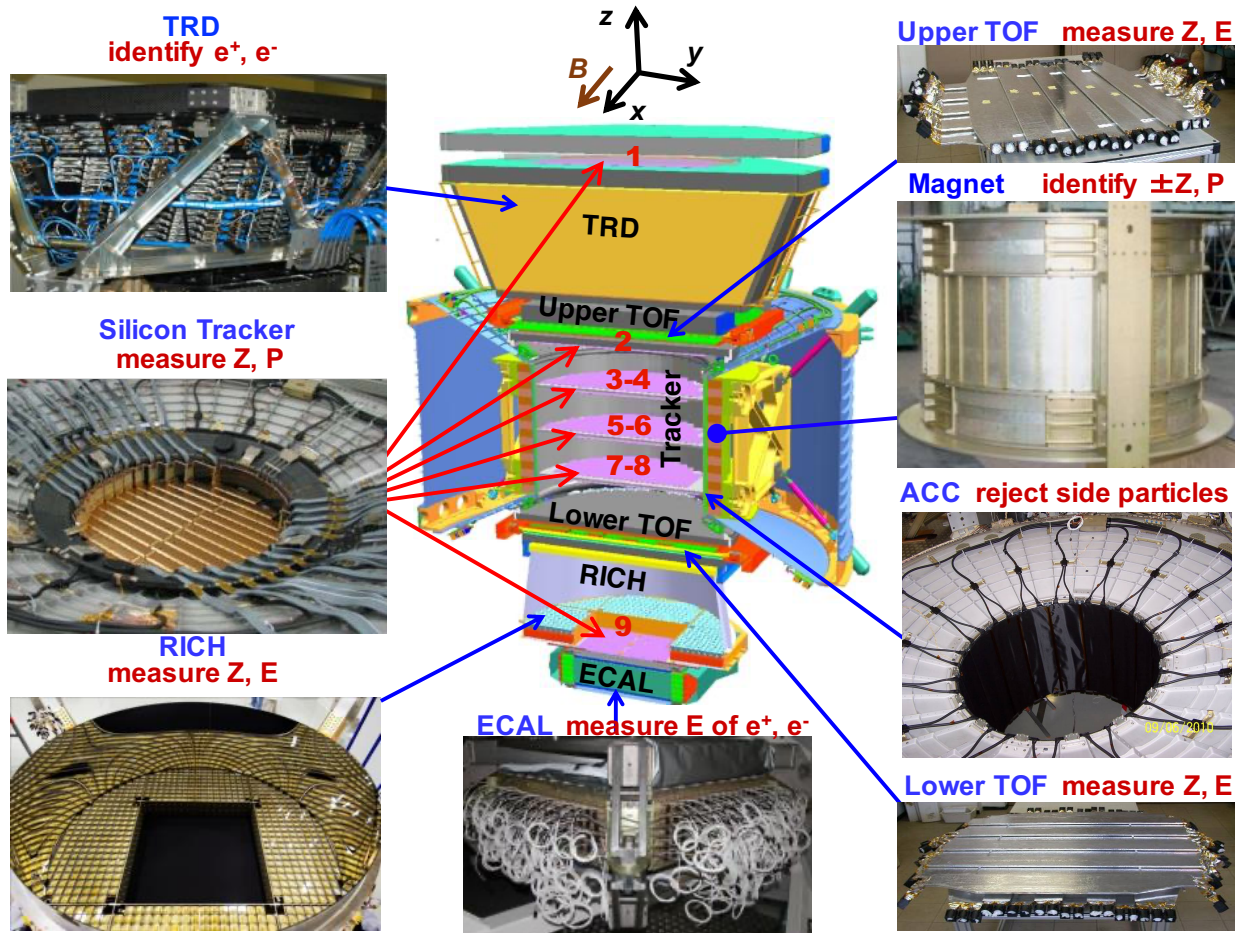 TRD
identify e⁺, e⁻
z
y
B
x
Upper TOF measure Z, E
1
Magnet identify ±Z, P
TRD
Upper TOF
Silicon Tracker
measure Z, P
2
3-4
Tracker
5-6
7-8
ACC reject side particles
Lower TOF
RICH
9
RICH
measure Z, E
ECAL
ECAL measure E of e⁺, e⁻
09/06/2010
Lower TOF measure Z, E